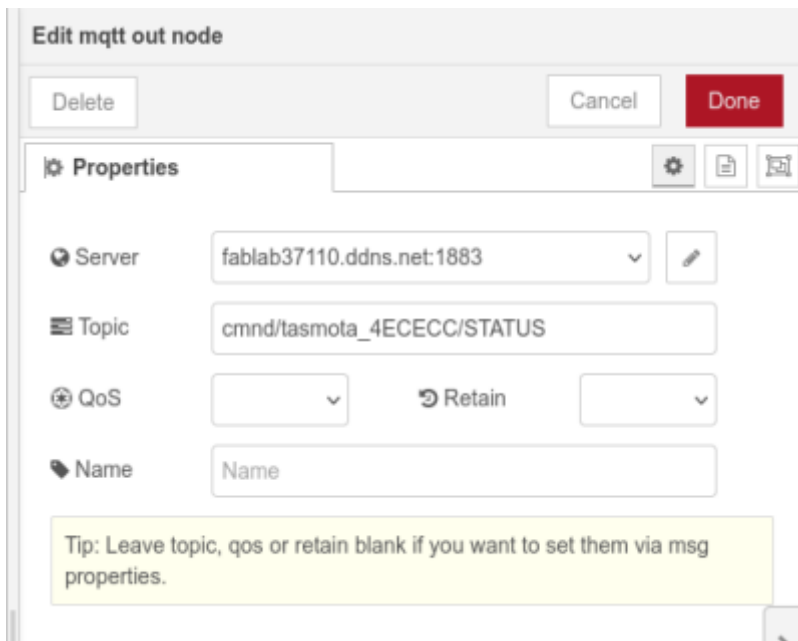 Edit mqtt out node
Delete
Cancel
Done
Properties
Server
fablab37110.ddns.net:1883
Topic
cmnd/tasmota_4ECECC/STATUS
QoS
Retain
Name
Name
Tip: Leave topic, qos or retain blank if you want to set them via msg
properties.